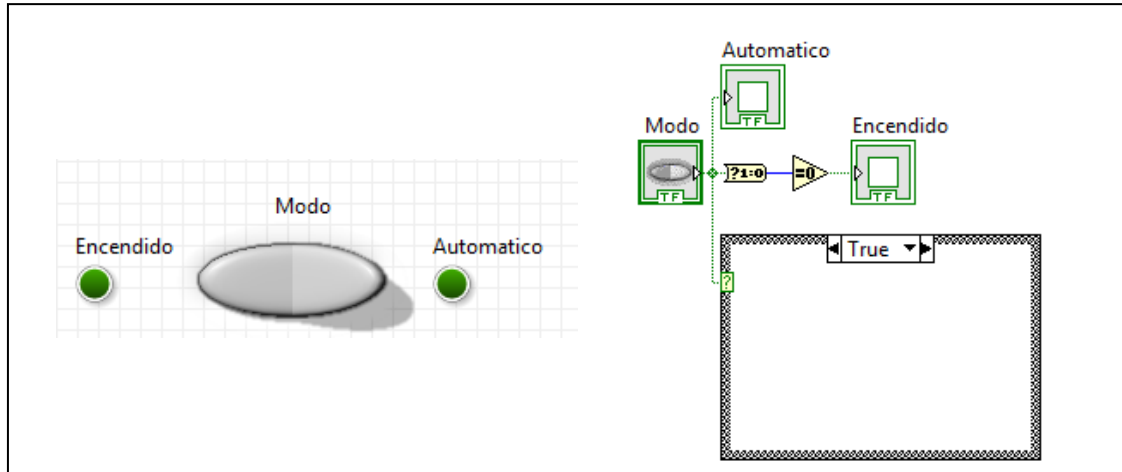 Modo
Encendido
Automatico
Automatico
TF
Modo
TF
?1:0
=0
Encendido
TF
True
?